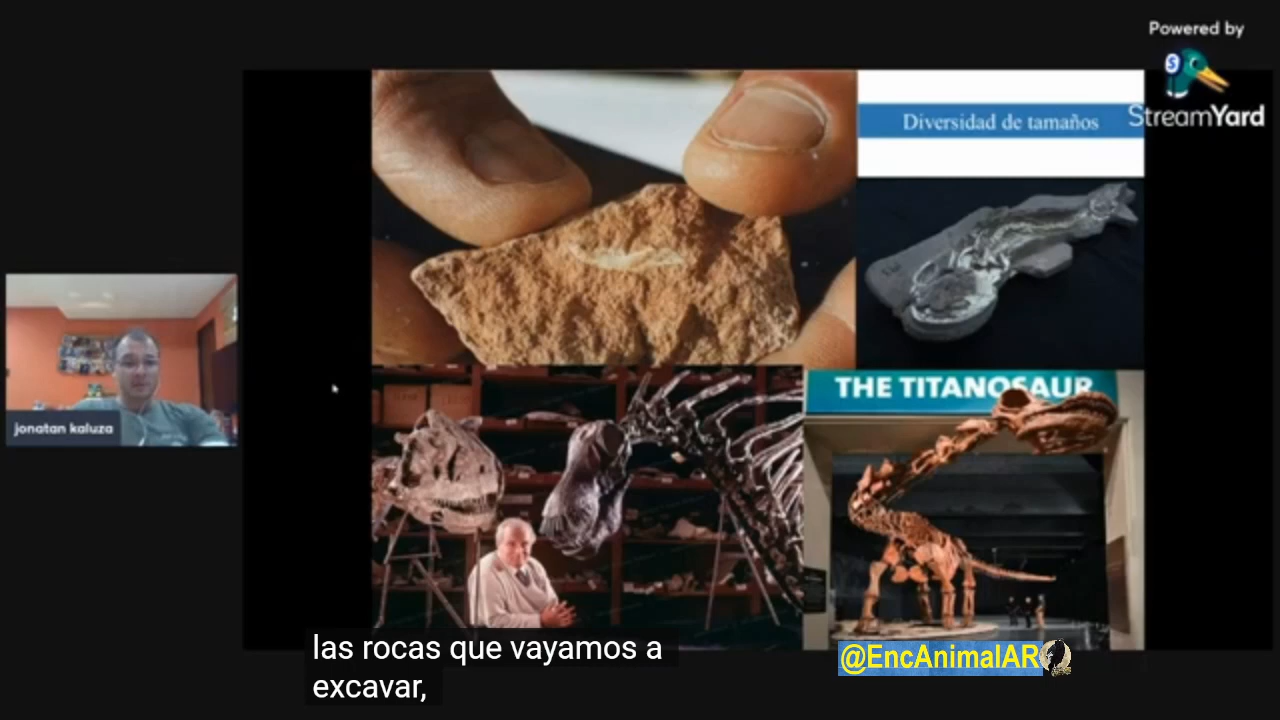 Powered by
StreamYard
Diversidad de tamaños
THE TITANOSAUR
jonatan kaluza
las rocas que vayamos a
excavar,
@EncAnimalAR